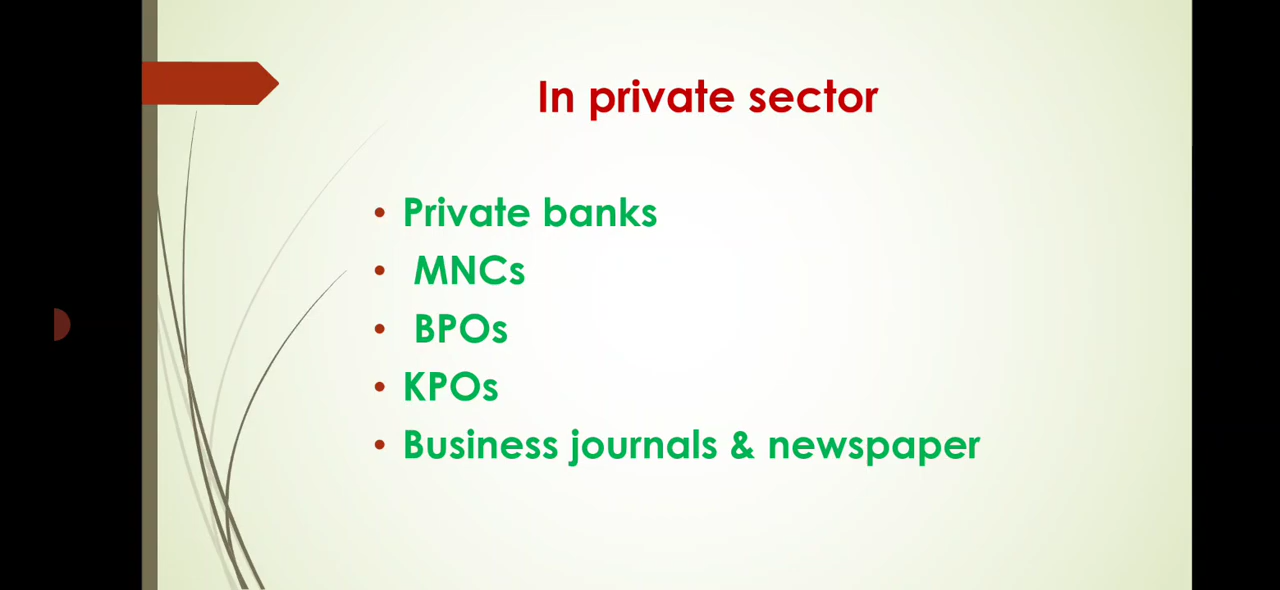 In private sector
• Private banks
• MNCs
• BPOs
• KPOs
• Business journals & newspaper